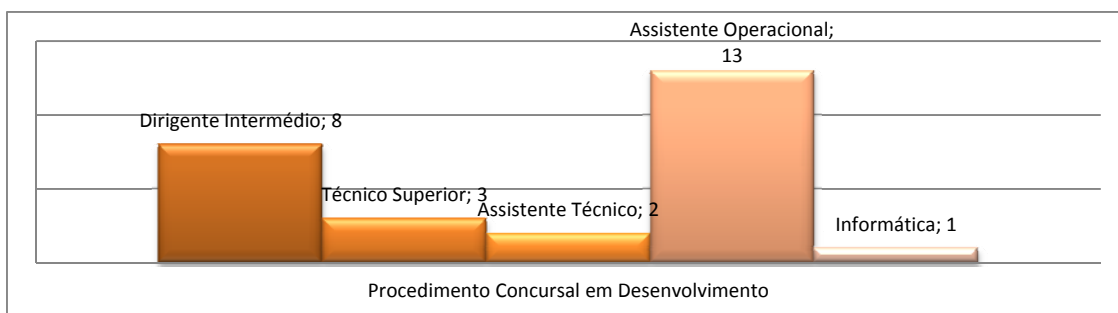 Assistente Operacional;
13
Dirigente Intermédio; 8
Técnico Superior; 3
Assistente Técnico; 2
Informática; 1
Procedimento Concursal em Desenvolvimento